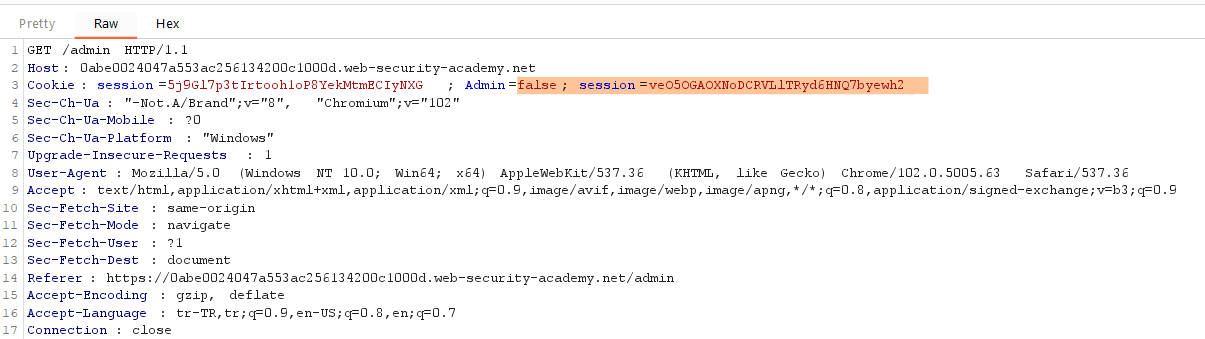 Pretty Raw Hex
1 GET /admin HTTP/1.1
2 Host : 0abe0024047a553ac256134200c1000d.web-security-academy.net
3 Cookie : session =5j9Gl7p3tIrtooh1oP8YekMtmECIyNXG ; Admin =false ; session =veO5OGAOXNoDCRVLlTRyd6HNQ7byewh2
4 Sec-Ch-Ua : "-Not.A/Brand";v="8", "Chromium";v="102"
5 Sec-Ch-Ua-Mobile : ?0
6 Sec-Ch-Ua-Platform : "Windows"
7 Upgrade-Insecure-Requests : 1
8 User-Agent : Mozilla/5.0 (Windows NT 10.0; Win64; x64) AppleWebKit/537.36 (KHTML, like Gecko) Chrome/102.0.5005.63 Safari/537.36
9 Accept : text/html,application/xhtml+xml,application/xml;q=0.9,image/avif,image/webp,image/apng,*/*;q=0.8,application/signed-exchange;v=b3;q=0.9
10 Sec-Fetch-Site : same-origin
11 Sec-Fetch-Mode : navigate
12 Sec-Fetch-User : ?1
13 Sec-Fetch-Dest : document
14 Referer : https://0abe0024047a553ac256134200c1000d.web-security-academy.net/admin
15 Accept-Encoding : gzip, deflate
16 Accept-Language : tr-TR,tr;q=0.9,en-US;q=0.8,en;q=0.7
17 Connection : close